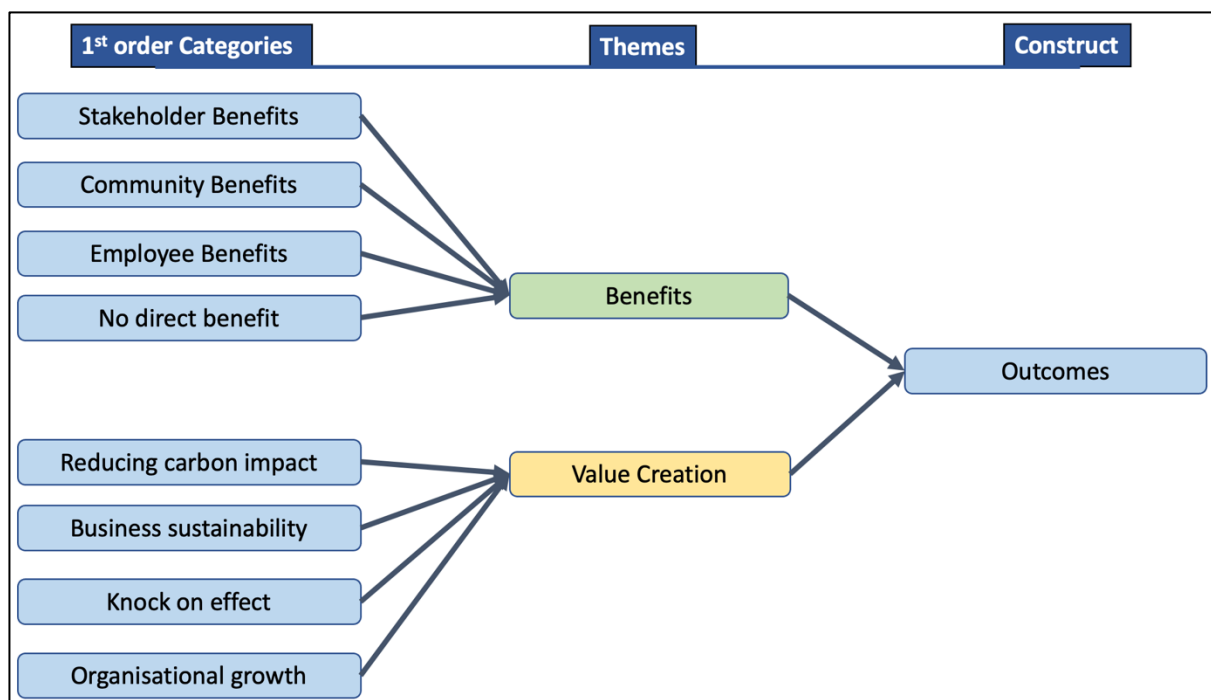 1st order Categories
Themes
Construct
Stakeholder Benefits
Community Benefits
Employee Benefits
No direct benefit
Benefits
Outcomes
Reducing carbon impact
Value Creation
Business sustainability
Knock on effect
Organisational growth